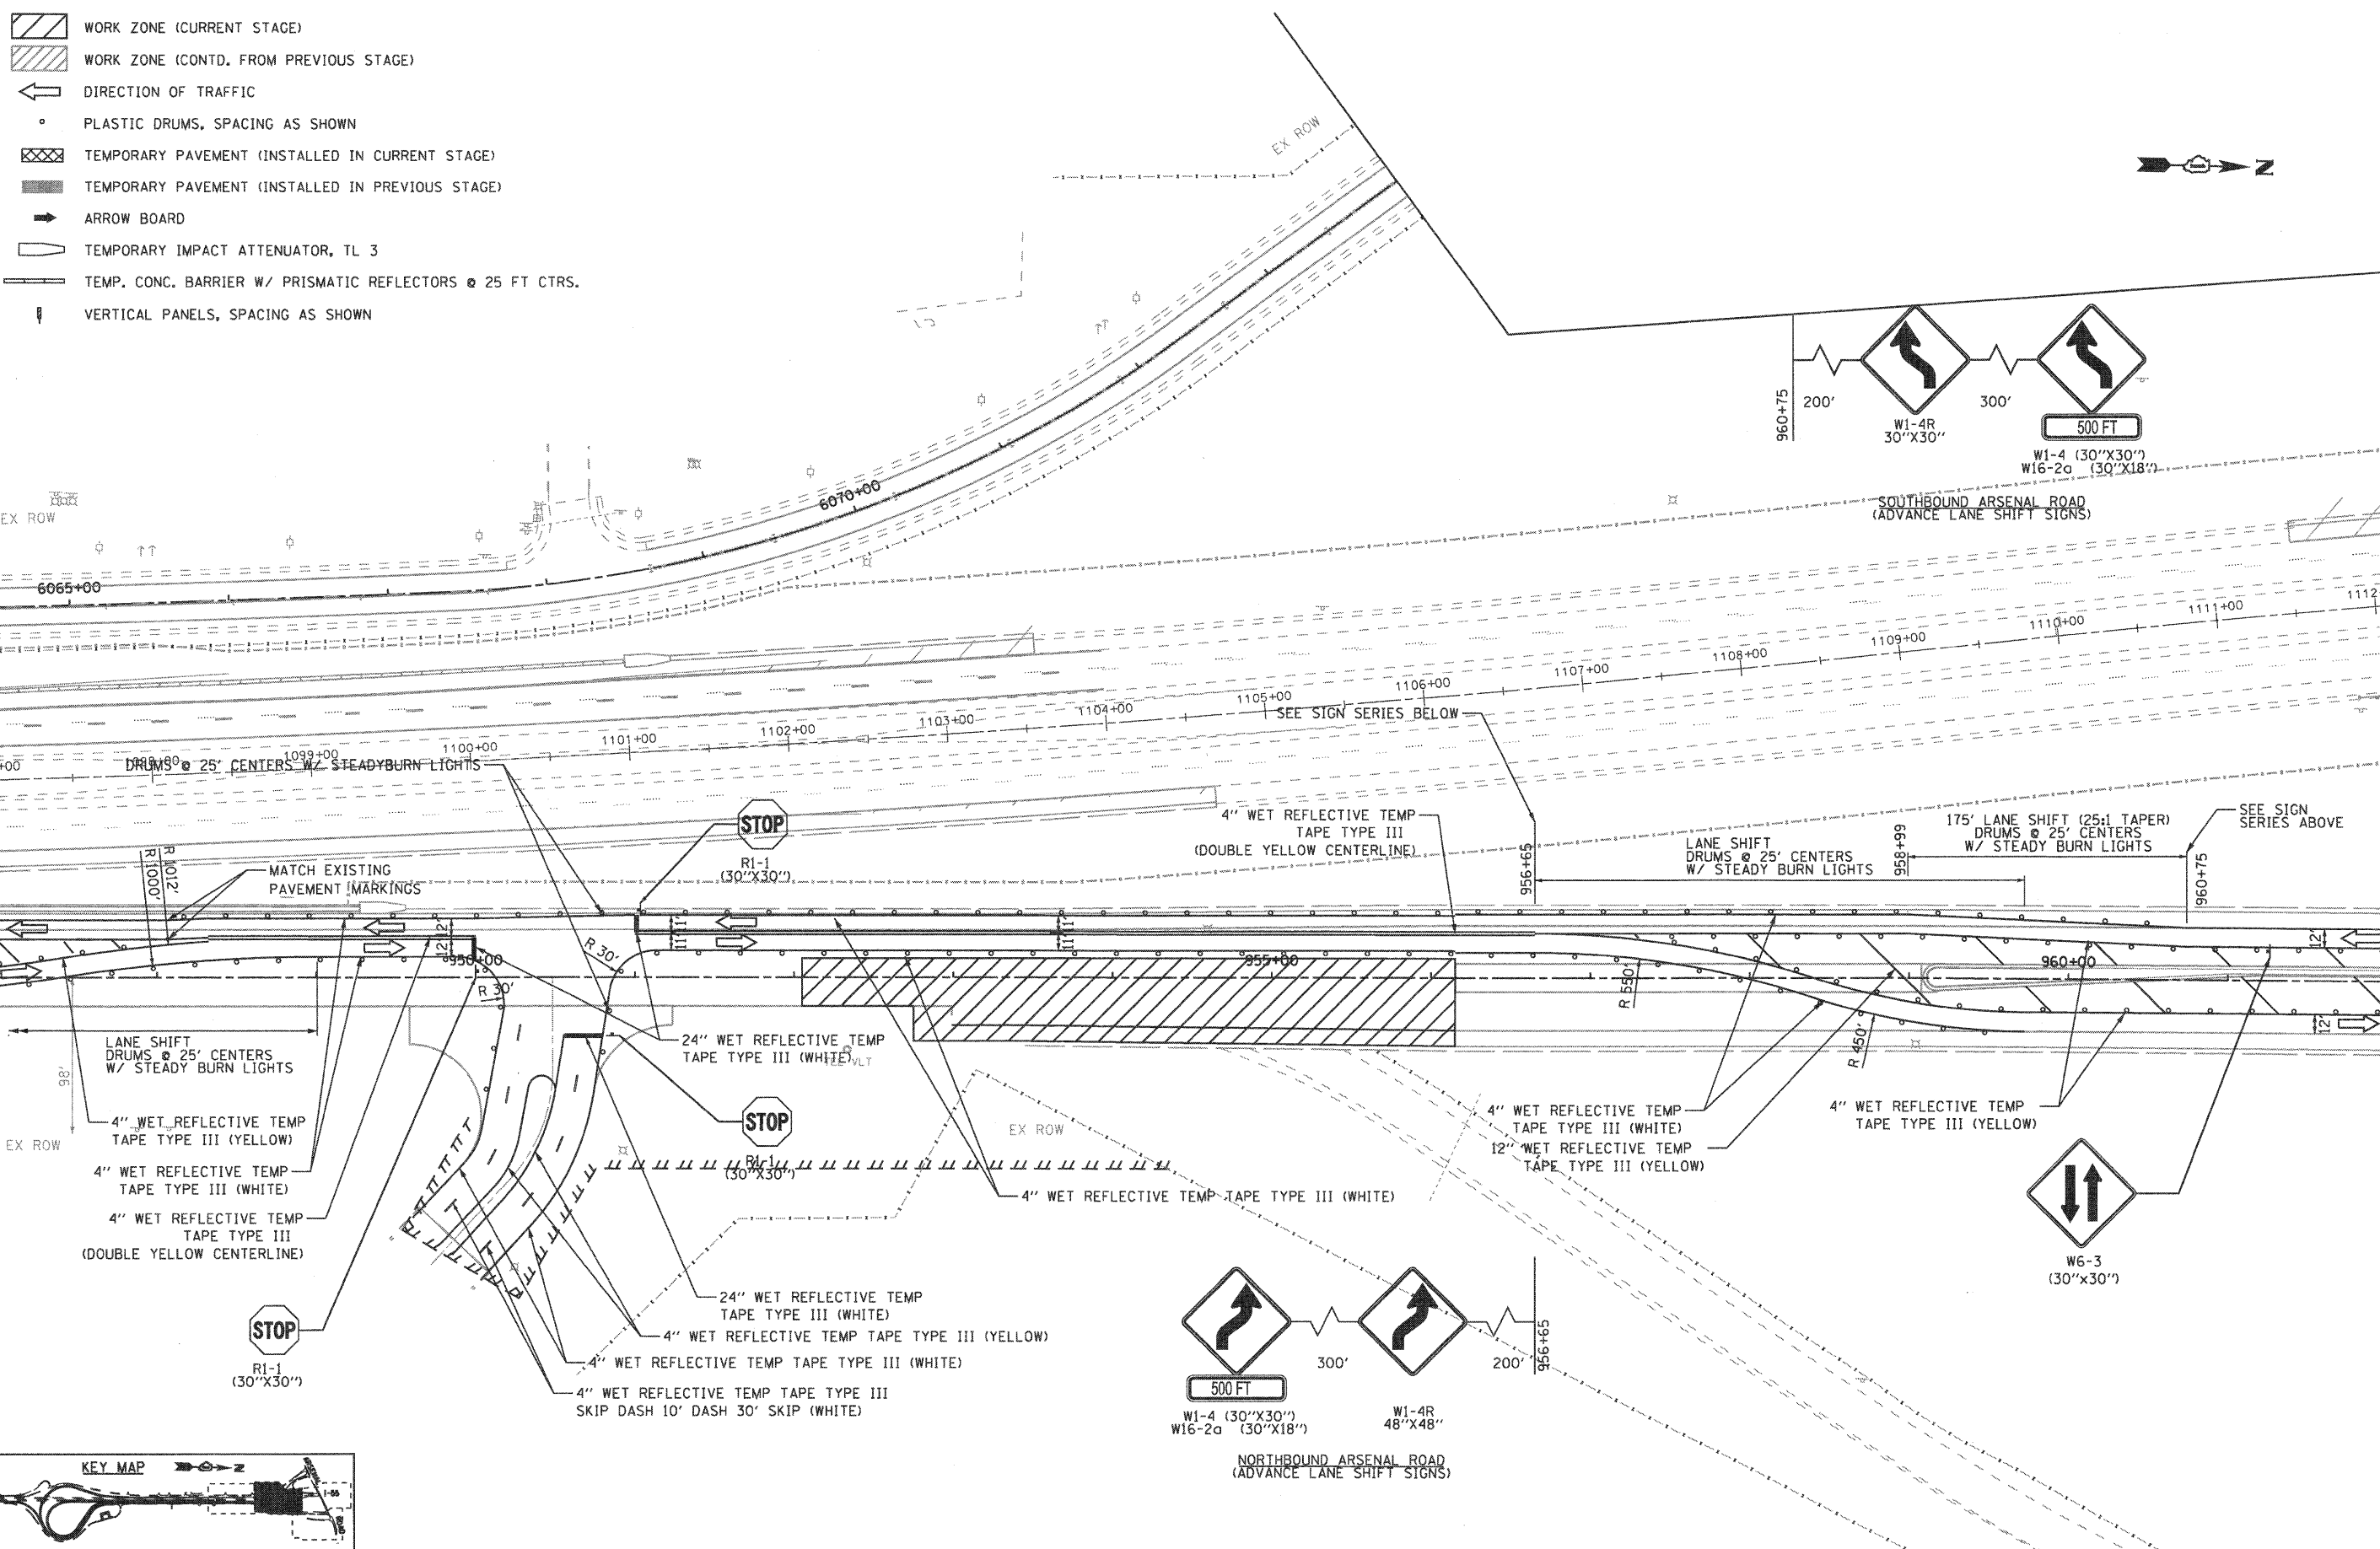 WORK ZONE (CURRENT STAGE)
WORK ZONE (CONTD. FROM PREVIOUS STAGE)
DIRECTION OF TRAFFIC
PLASTIC DRUMS, SPACING AS SHOWN
TEMPORARY PAVEMENT (INSTALLED IN CURRENT STAGE)
TEMPORARY PAVEMENT (INSTALLED IN PREVIOUS STAGE)
ARROW BOARD
TEMPORARY IMPACT ATTENUATOR, TL 3
TEMP. CONC. BARRIER W/ PRISMATIC REFLECTORS @ 25 FT CTRS.
VERTICAL PANELS, SPACING AS SHOWN
EX ROW
N
960+75
200'
W1-4R
30"X30"
300'
500 FT
W1-4 (30"X30")
W16-2a (30"X18")
SOUTHBOUND ARSENAL ROAD
(ADVANCE LANE SHIFT SIGNS)
EX ROW
6065+00
6070+00
+00
1099+00
1100+00
1101+00
1102+00
1103+00
1104+00
1105+00
1106+00
1107+00
1108+00
1109+00
1110+00
1111+00
1112
SEE SIGN SERIES BELOW
DRUMS @ 25' CENTERS W/ STEADYBURN LIGHTS
STOP
R1-1
(30"X30")
R 1000'
R 1012'
MATCH EXISTING
PAVEMENT MARKINGS
4" WET REFLECTIVE TEMP
TAPE TYPE III
(DOUBLE YELLOW CENTERLINE)
956+65
LANE SHIFT
DRUMS @ 25' CENTERS
W/ STEADY BURN LIGHTS
958+99
175' LANE SHIFT (25:1 TAPER)
DRUMS @ 25' CENTERS
W/ STEADY BURN LIGHTS
960+75
SEE SIGN
SERIES ABOVE
12'
12'
11'
11'
11'
11'
12'
950+00
955+00
960+00
R 30'
R 30'
R 550'
R 450'
12'
LANE SHIFT
DRUMS @ 25' CENTERS
W/ STEADY BURN LIGHTS
98'
EX ROW
24" WET REFLECTIVE TEMP
TAPE TYPE III (WHITE)
STOP
R1-1
(30"X30")
EX ROW
4" WET REFLECTIVE TEMP
TAPE TYPE III (YELLOW)
4" WET REFLECTIVE TEMP
TAPE TYPE III (WHITE)
4" WET REFLECTIVE TEMP
TAPE TYPE III
(DOUBLE YELLOW CENTERLINE)
4" WET REFLECTIVE TEMP TAPE TYPE III (WHITE)
4" WET REFLECTIVE TEMP
TAPE TYPE III (WHITE)
12" WET REFLECTIVE TEMP
TAPE TYPE III (YELLOW)
4" WET REFLECTIVE TEMP
TAPE TYPE III (YELLOW)
W6-3
(30"x30")
STOP
R1-1
(30"X30")
24" WET REFLECTIVE TEMP
TAPE TYPE III (WHITE)
4" WET REFLECTIVE TEMP TAPE TYPE III (YELLOW)
4" WET REFLECTIVE TEMP TAPE TYPE III (WHITE)
4" WET REFLECTIVE TEMP TAPE TYPE III
SKIP DASH 10' DASH 30' SKIP (WHITE)
500 FT
W1-4 (30"X30")
W16-2a (30"X18")
300'
W1-4R
48"X48"
200'
956+65
NORTHBOUND ARSENAL ROAD
(ADVANCE LANE SHIFT SIGNS)
KEY MAP
N
I-55